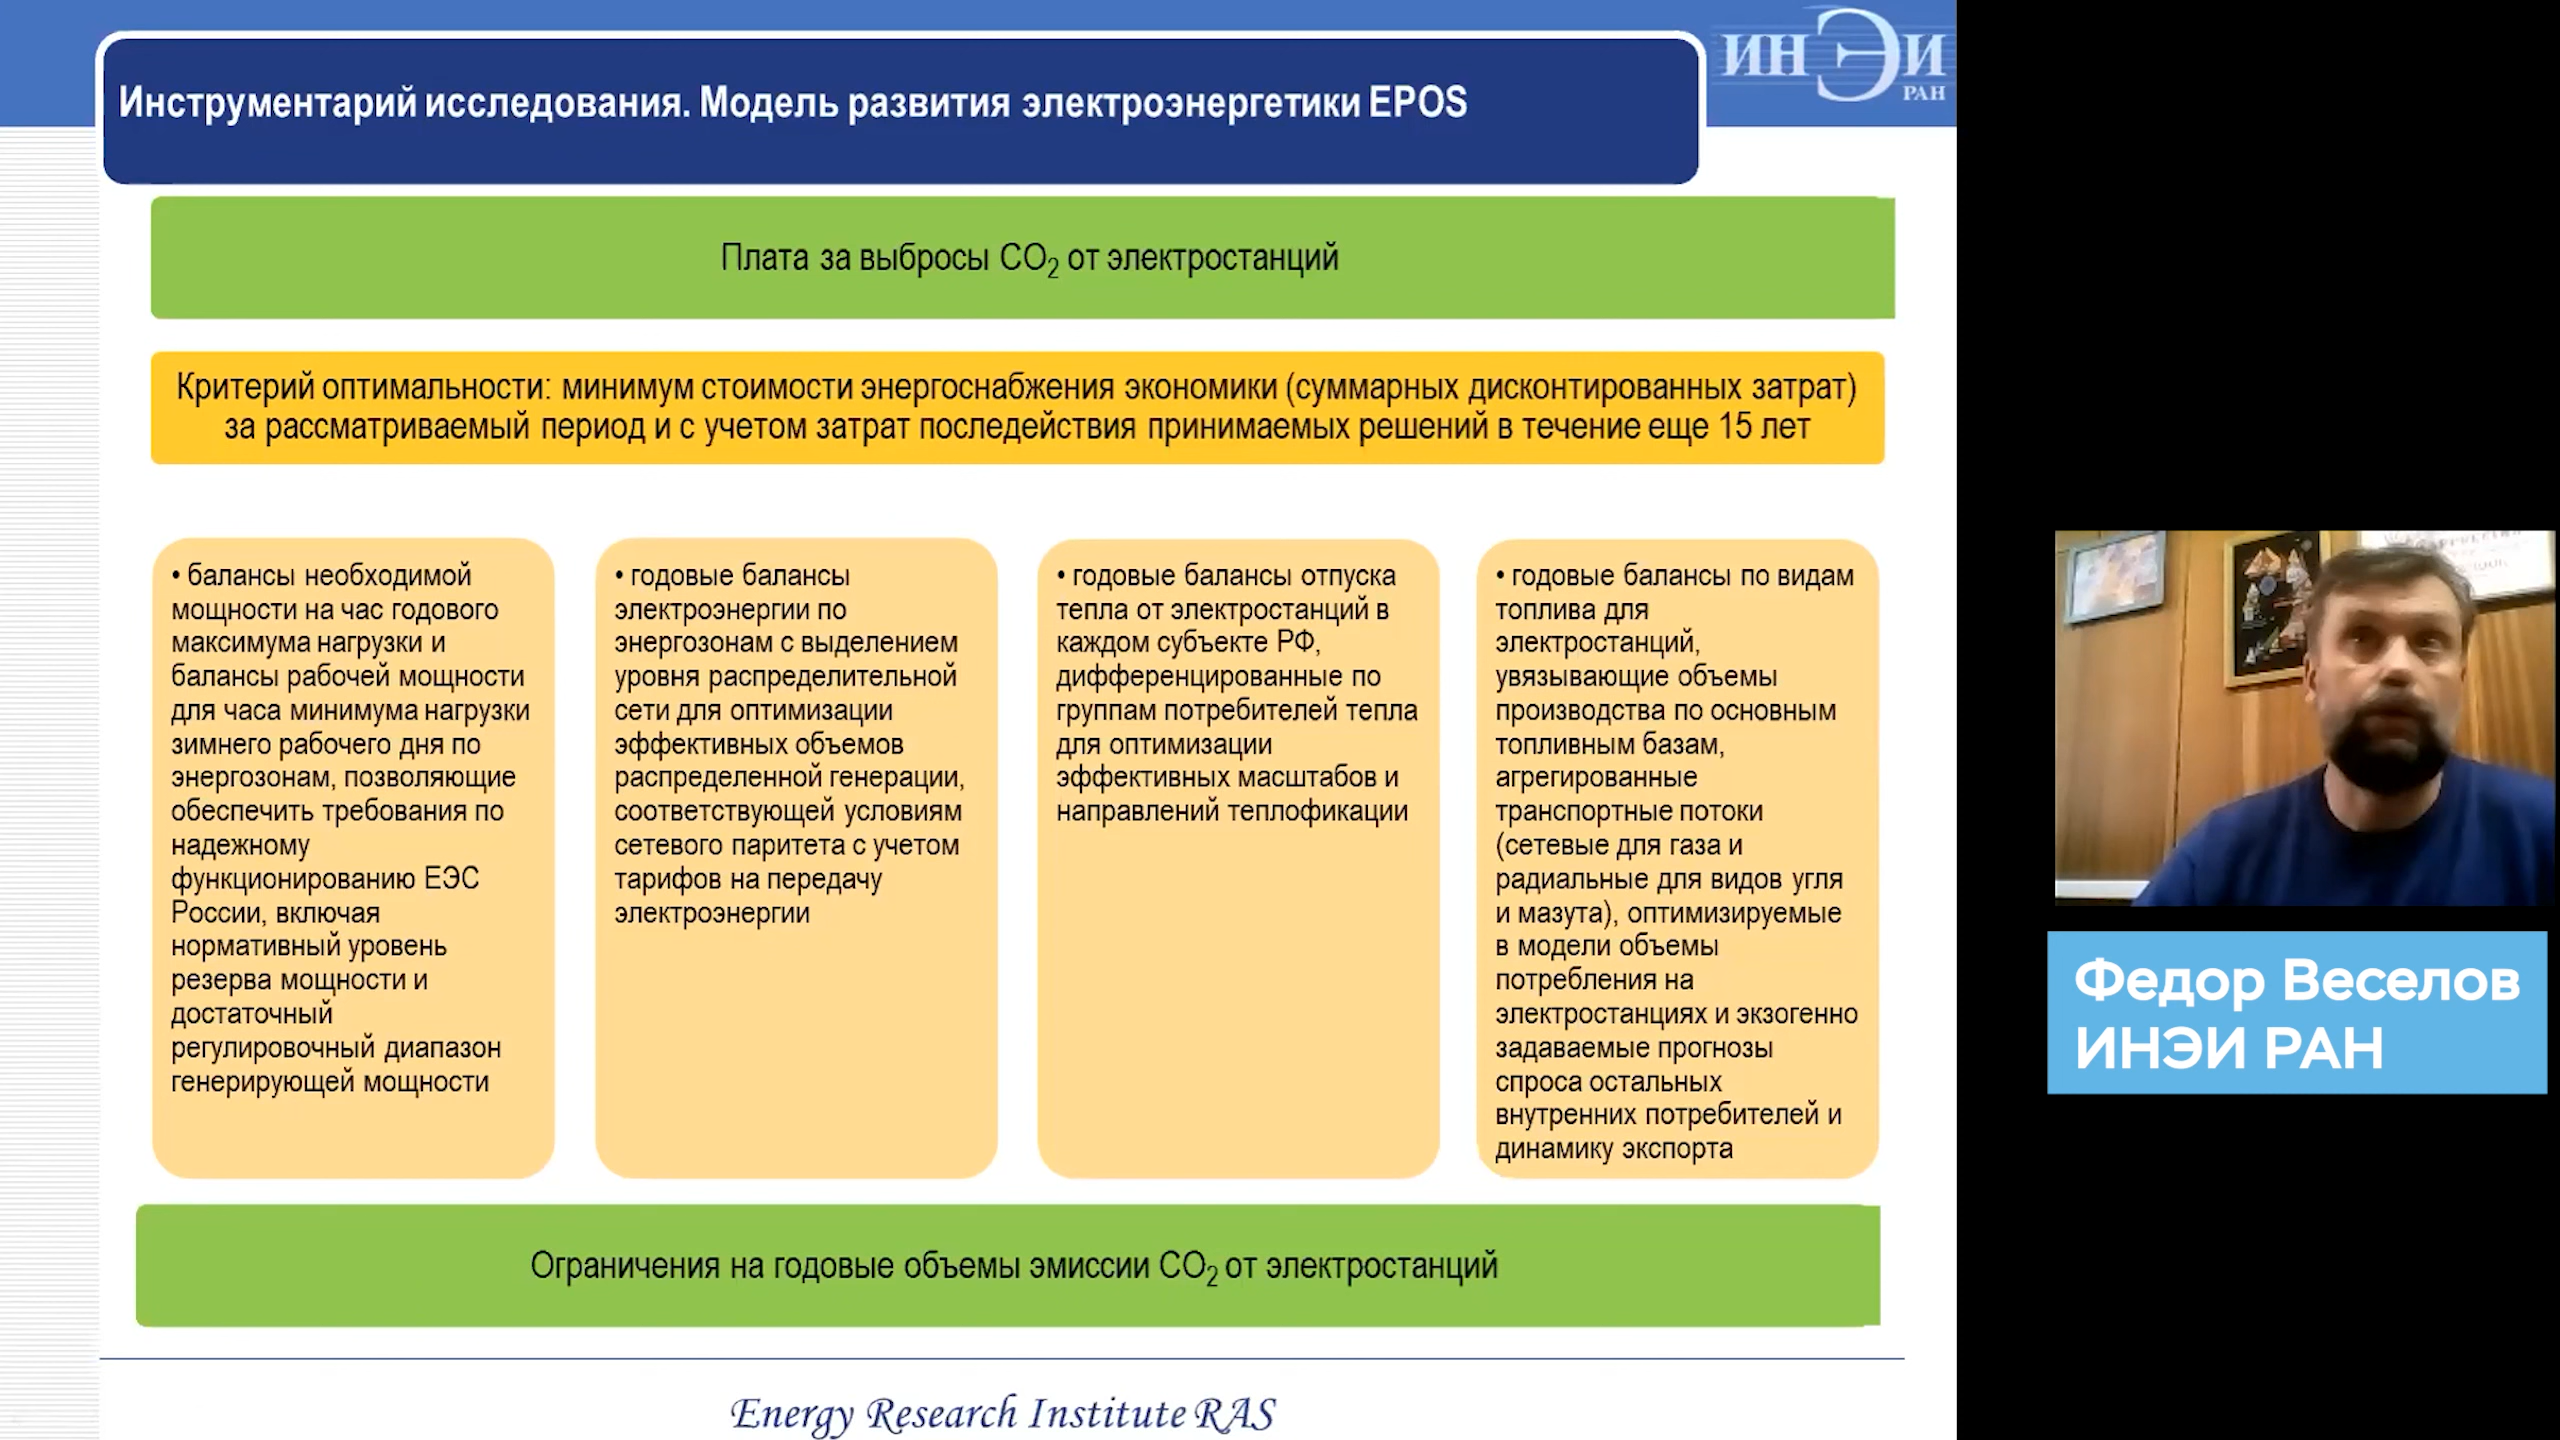 ИНЭИ
РАН
Инструментарий исследования. Модель развития электроэнергетики EPOS
Плата за выбросы CO₂ от электростанций
Критерий оптимальности: минимум стоимости энергоснабжения экономики (суммарных дисконтированных затрат)
за рассматриваемый период и с учетом затрат последействия принимаемых решений в течение еще 15 лет
• балансы необходимой
мощности на час годового
максимума нагрузки и
балансы рабочей мощности
для часа минимума нагрузки
зимнего рабочего дня по
энергозонам, позволяющие
обеспечить требования по
надежному
функционированию ЕЭС
России, включая
нормативный уровень
резерва мощности и
достаточный
регулировочный диапазон
генерирующей мощности
• годовые балансы
электроэнергии по
энергозонам с выделением
уровня распределительной
сети для оптимизации
эффективных объемов
распределенной генерации,
соответствующей условиям
сетевого паритета с учетом
тарифов на передачу
электроэнергии
• годовые балансы отпуска
тепла от электростанций в
каждом субъекте РФ,
дифференцированные по
группам потребителей тепла
для оптимизации
эффективных масштабов и
направлений теплофикации
• годовые балансы по видам
топлива для
электростанций,
увязывающие объемы
производства по основным
топливным базам,
агрегированные
транспортные потоки
(сетевые для газа и
радиальные для видов угля
и мазута), оптимизируемые
в модели объемы
потребления на
электростанциях и экзогенно
задаваемые прогнозы
спроса остальных
внутренних потребителей и
динамику экспорта
Ограничения на годовые объемы эмиссии CO₂ от электростанций
Energy Research Institute RAS
Федор Веселов
ИНЭИ РАН